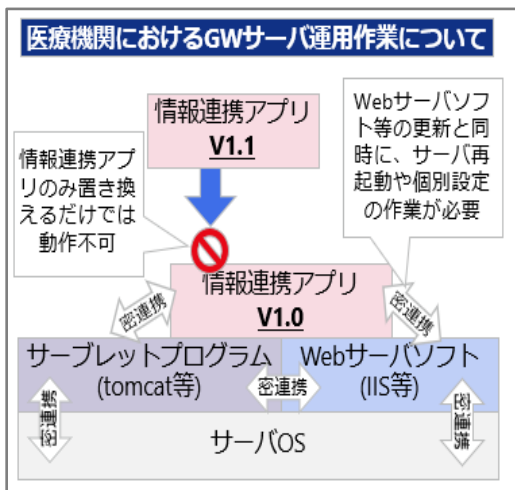 医療機関におけるGWサーバ運用作業について
情報連携アプリ
V1.1
Webサーバソフ
ト等の更新と同
時に、サーバ再
起動や個別設定
の作業が必要
情報連携アプ
リのみ置き換
えるだけでは
動作不可
情報連携アプリ
V1.0
密連携
密連携
サーブレットプログラム
(tomcat等)
密連携
Webサーバソフト
(IIS等)
密連携
サーバOS
密連携